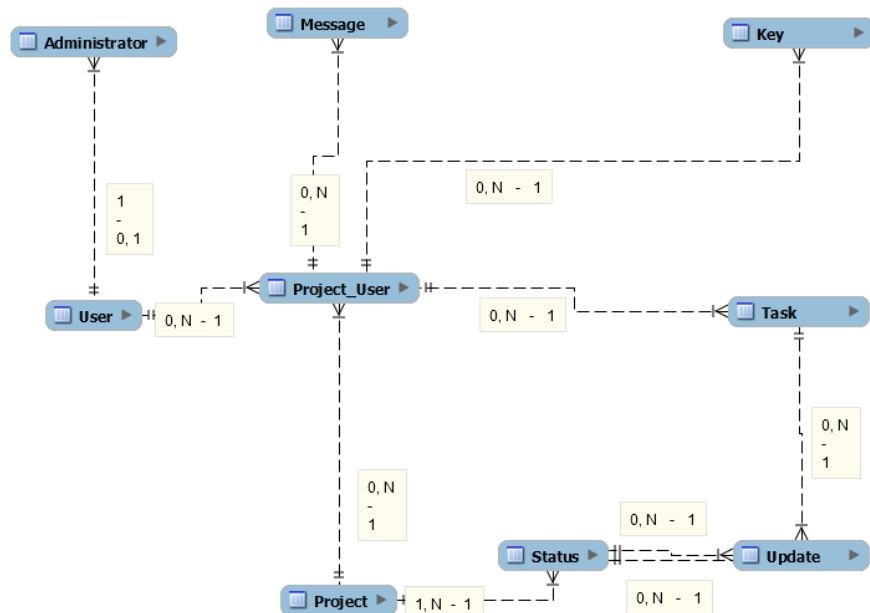 Message
Administrator
Key
1
-
0, 1
0, N
-
1
0, N - 1
Project_User
User
0, N - 1
0, N - 1
Task
0, N
-
1
0, N
-
1
0, N - 1
Status
Update
Project
1, N - 1
0, N - 1